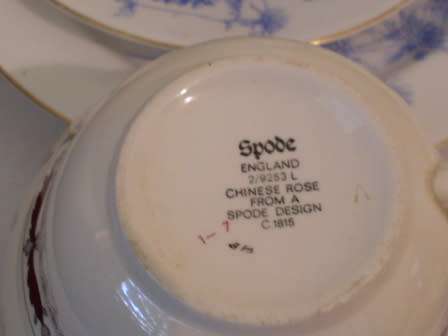 Spode
ENGLAND
2/9253 L
CHINESE ROSE
FROM A
SPODE DESIGN
C 1815